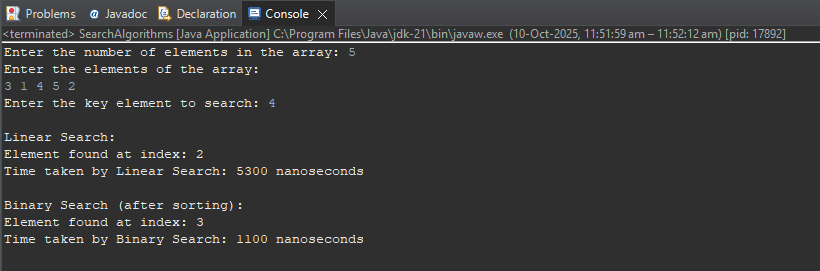 Problems @ Javadoc Declaration Console
<terminated> SearchAlgorithms [Java Application] C:\Program Files\Java\jdk-21\bin\javaw.exe (10-Oct-2025, 11:51:59 am – 11:52:12 am) [pid: 17892]
Enter the number of elements in the array: 5
Enter the elements of the array:
3 1 4 5 2
Enter the key element to search: 4
Linear Search:
Element found at index: 2
Time taken by Linear Search: 5300 nanoseconds
Binary Search (after sorting):
Element found at index: 3
Time taken by Binary Search: 1100 nanoseconds